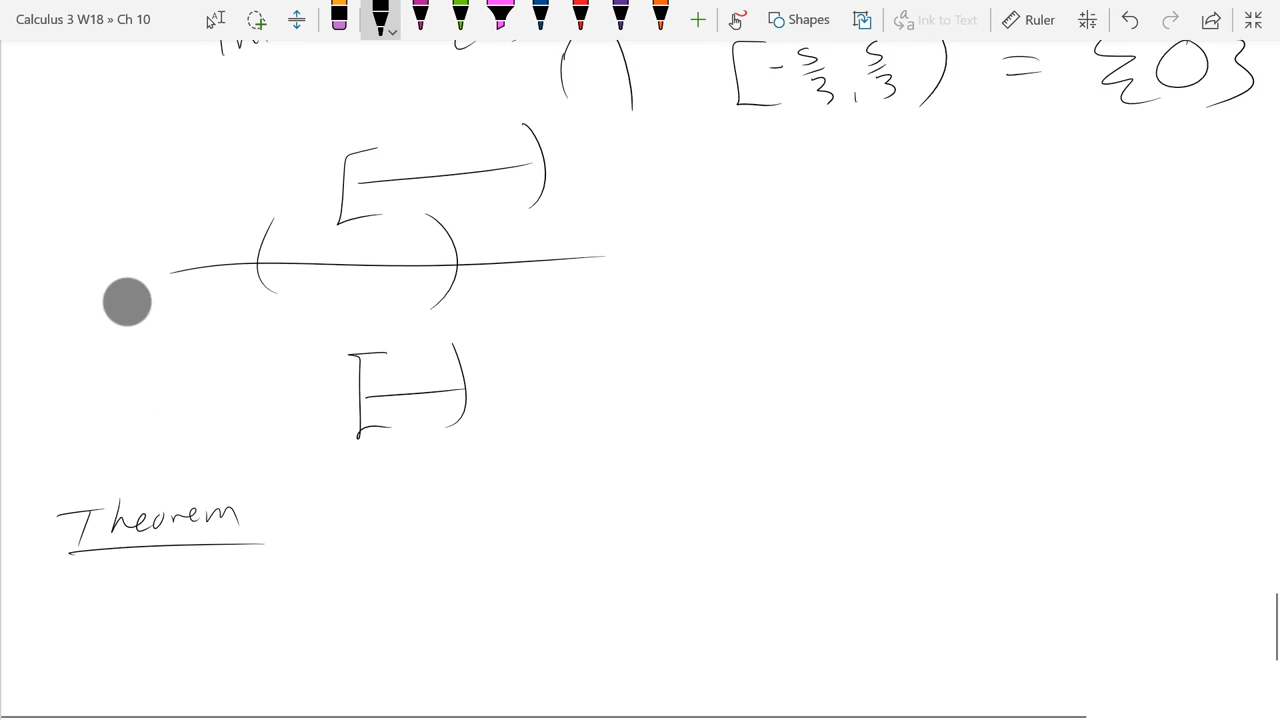 Calculus 3 W18 » Ch 10
Shapes
Ink to Text
Ruler
[-5/3, 5/3) = {0}
[ )
( )
[ )
Theorem